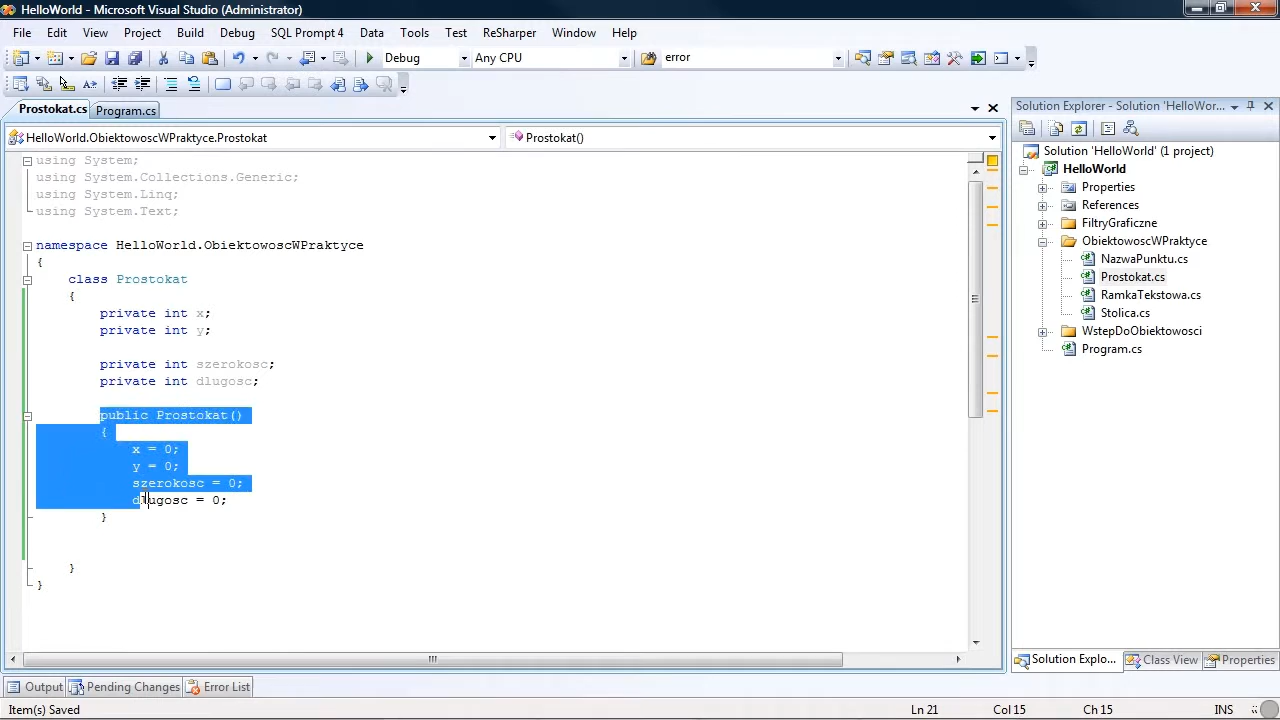 HelloWorld - Microsoft Visual Studio (Administrator)
File Edit View Project Build Debug SQL Prompt 4 Data Tools Test ReSharper Window Help
Debug Any CPU error
Prostokat.cs Program.cs
HelloWorld.ObiektowoscWPraktyce.Prostokat Prostokat()
using System;
using System.Collections.Generic;
using System.Linq;
using System.Text;
namespace HelloWorld.ObiektowoscWPraktyce
{
class Prostokat
{
private int x;
private int y;
private int szerokosc;
private int dlugosc;
public Prostokat()
{
x = 0;
y = 0;
szerokosc = 0;
dlugosc = 0;
}
}
}
Solution Explorer - Solution 'HelloWor...
Solution 'HelloWorld' (1 project)
HelloWorld
Properties
References
FiltryGraficzne
ObiektowoscWPraktyce
NazwaPunktu.cs
Prostokat.cs
RamkaTekstowa.cs
Stolica.cs
WstepDoObiektowosci
Program.cs
Solution Explo... Class View Properties
Output Pending Changes Error List
Item(s) Saved Ln 21 Col 15 Ch 15 INS